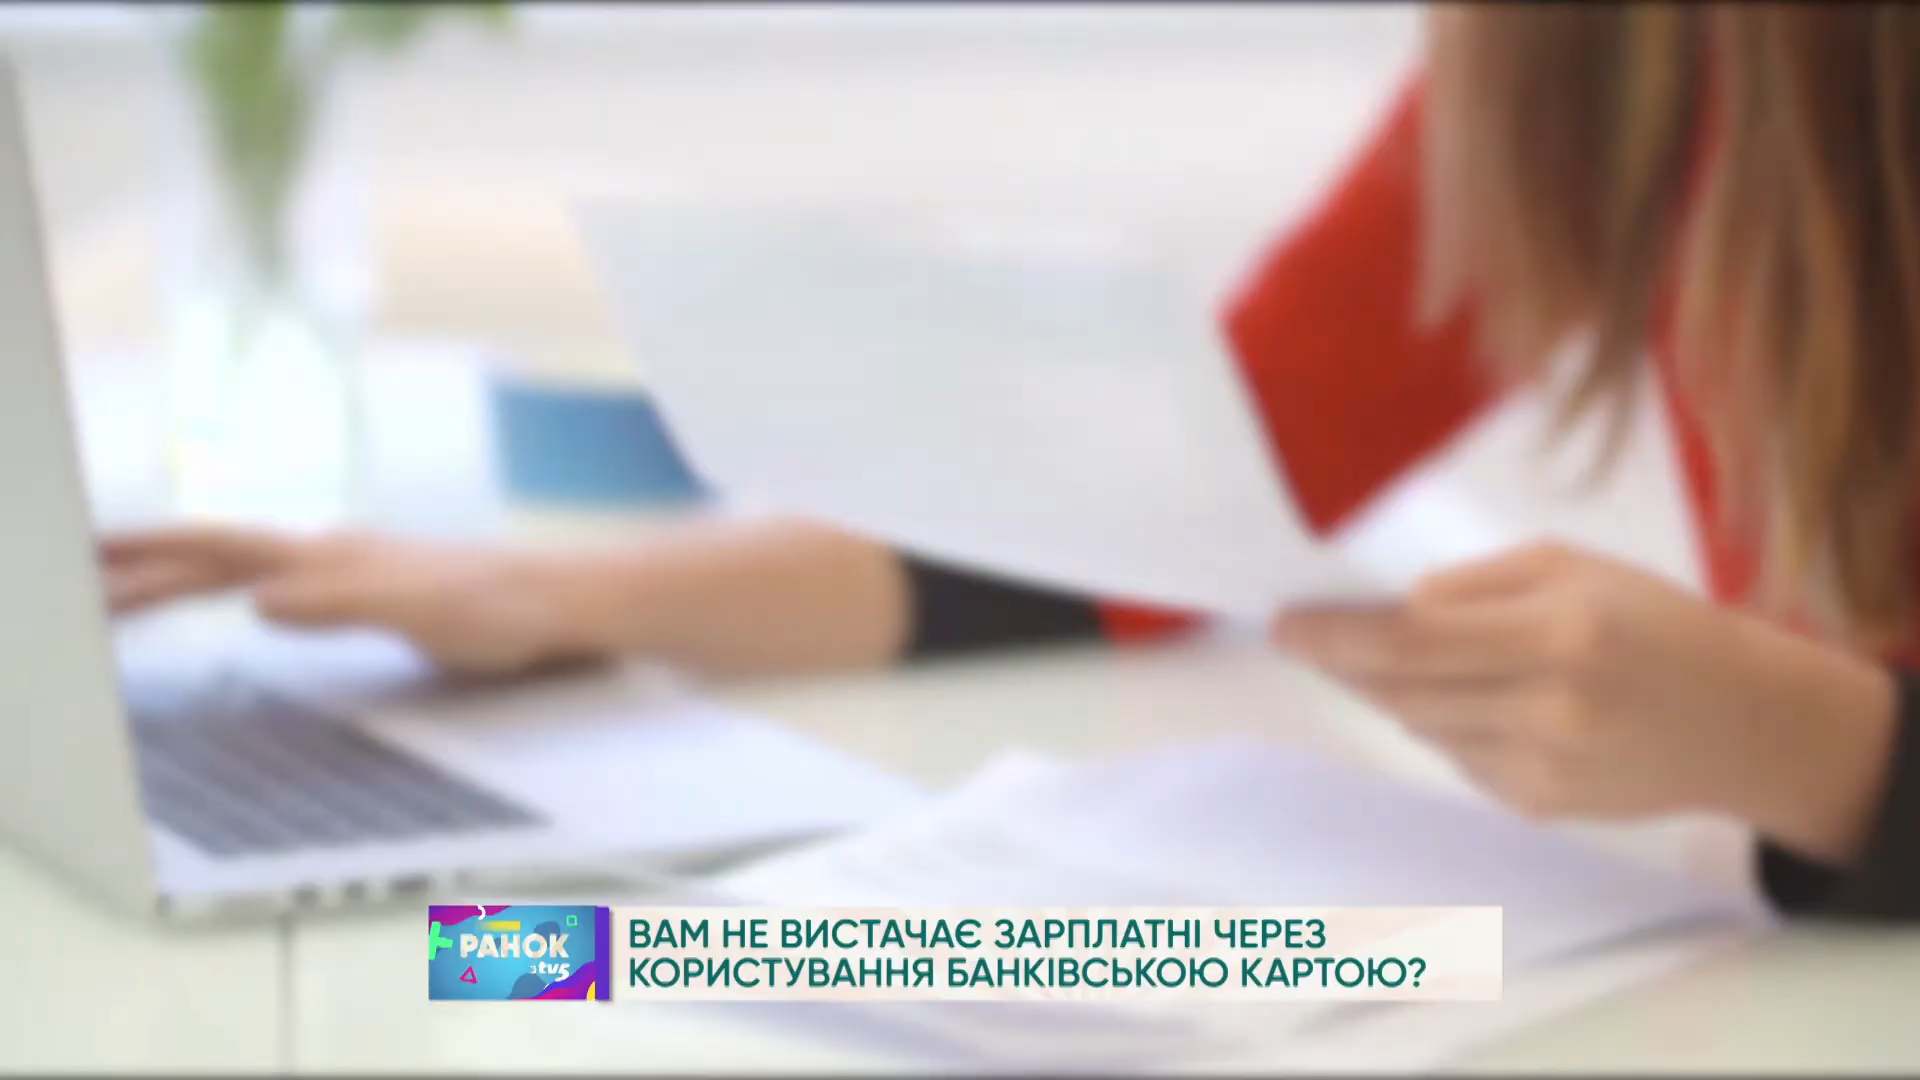 РАНОК
з tv5
ВАМ НЕ ВИСТАЧАЄ ЗАРПЛАТНІ ЧЕРЕЗ
КОРИСТУВАННЯ БАНКІВСЬКОЮ КАРТОЮ?